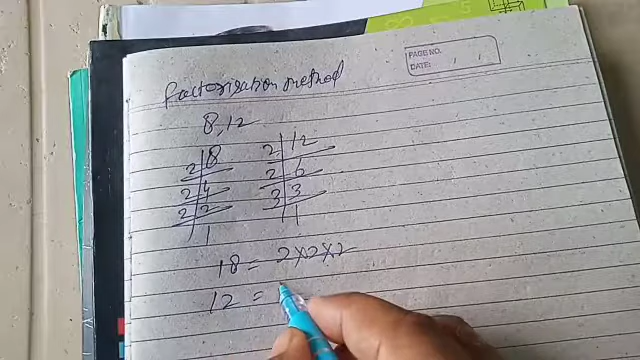 PAGE NO.
DATE: / /
Factorisation method
8, 12
2 8 2 12
2 4 2 6
2 2 3 3
1 1
18 = 2×2×2
12 =